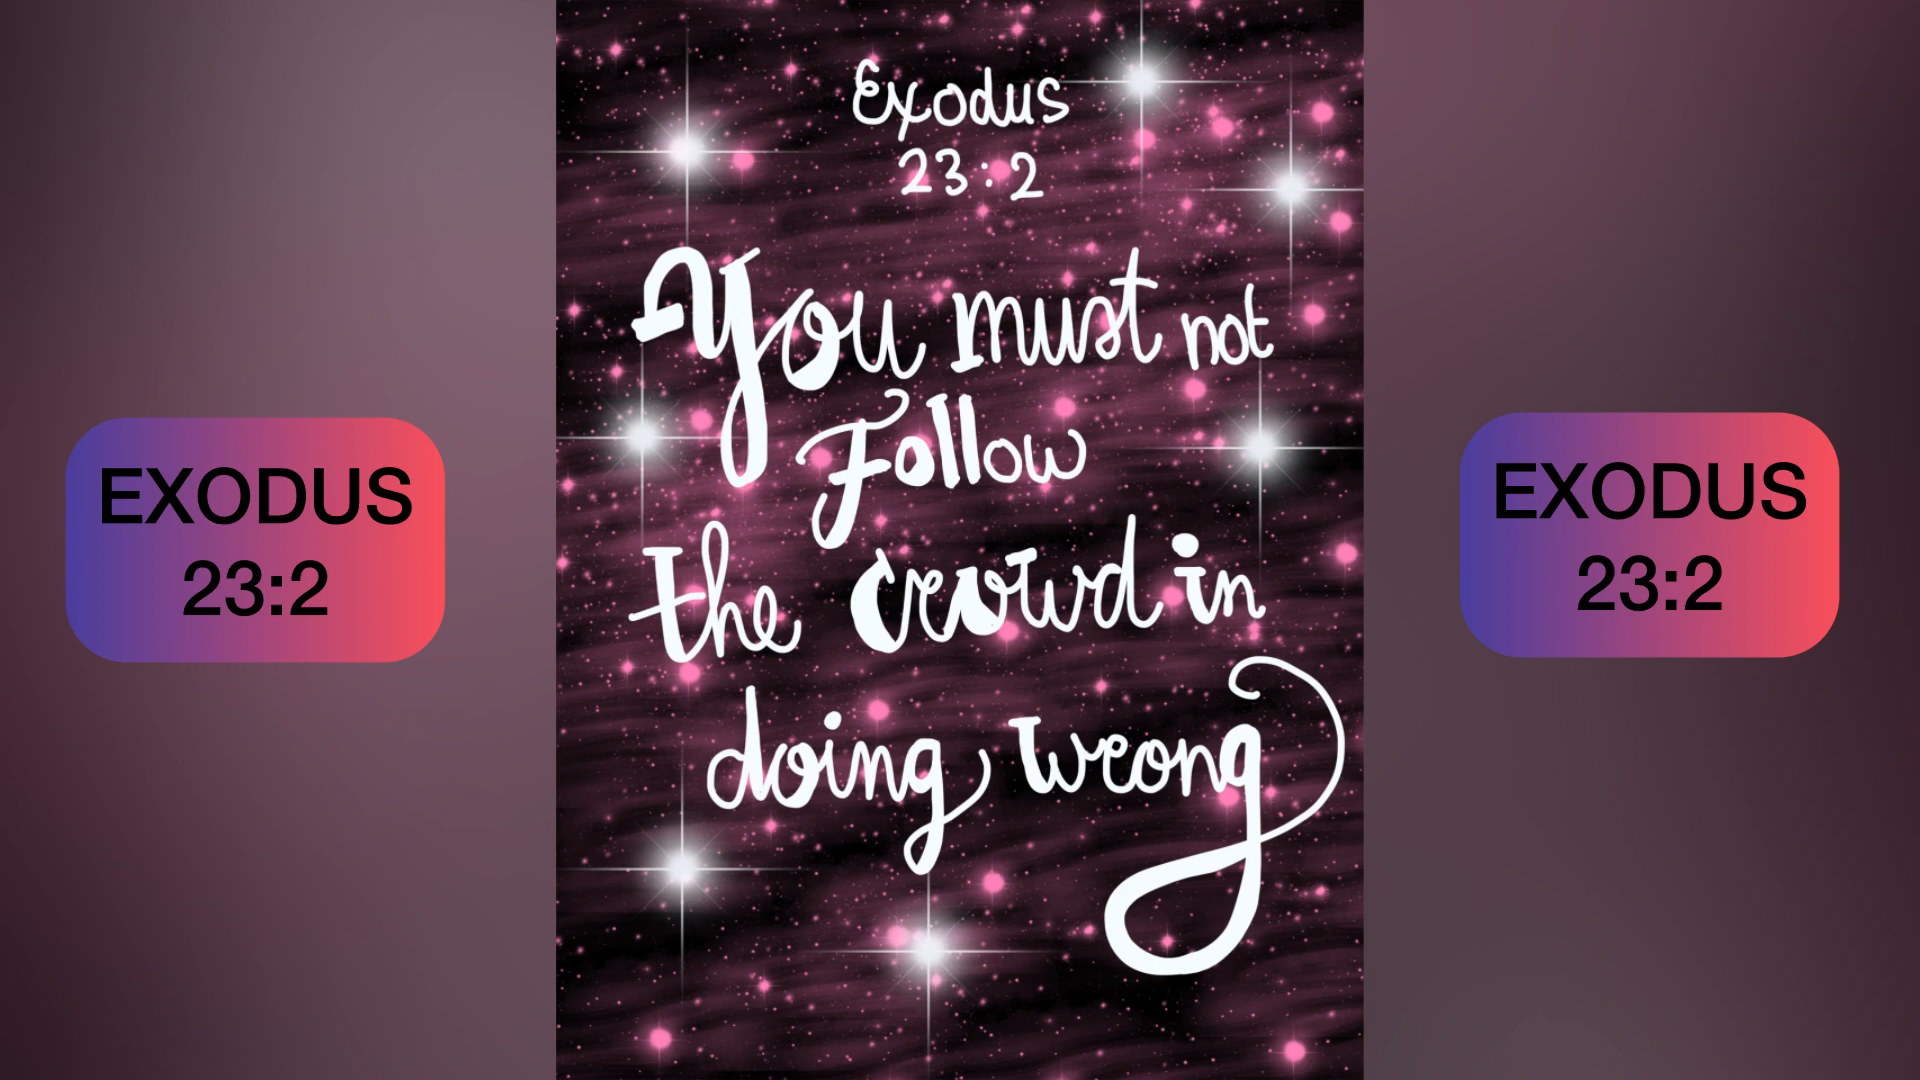 Exodus
23:2
You must not
Follow
the crowd in
doing wrong
EXODUS
23:2
EXODUS
23:2